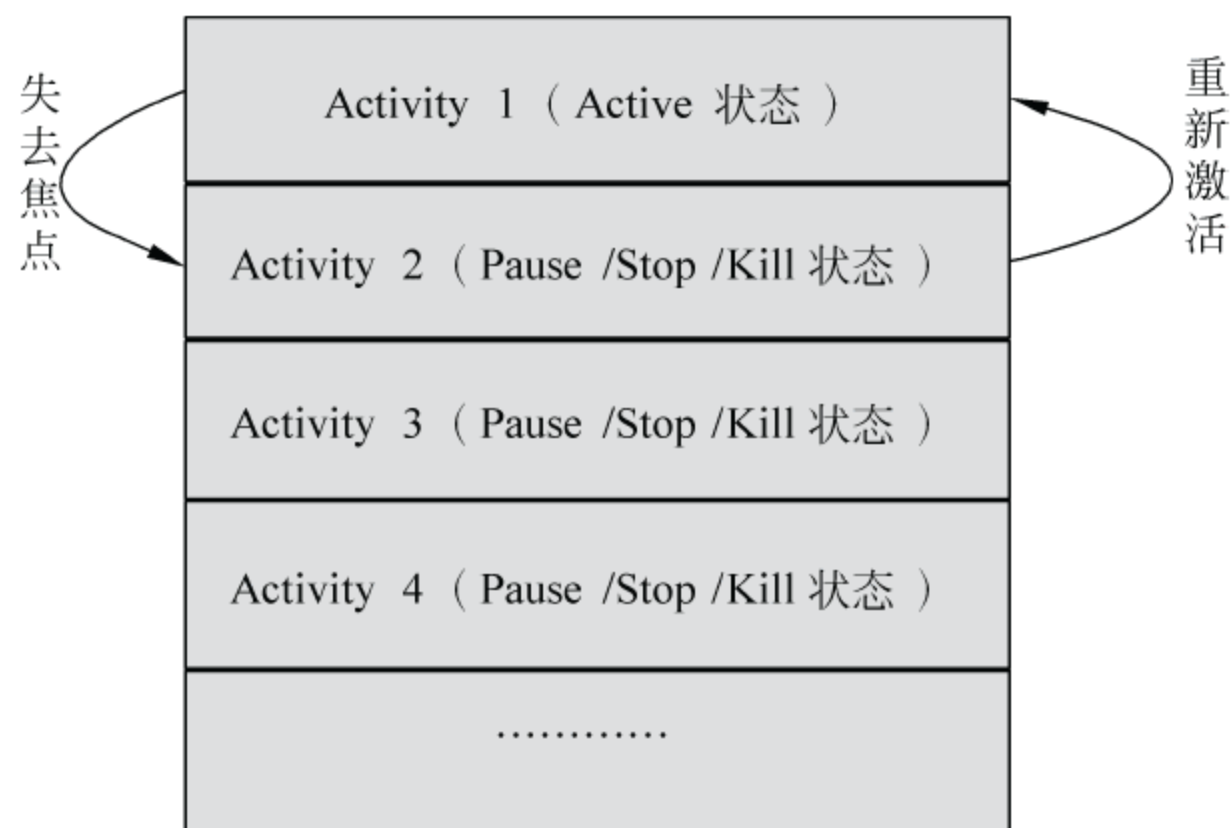 失去焦点
Activity 1 ( Active 状态 )
重新激活
Activity 2 ( Pause /Stop /Kill 状态 )
Activity 3 ( Pause /Stop /Kill 状态 )
Activity 4 ( Pause /Stop /Kill 状态 )
············